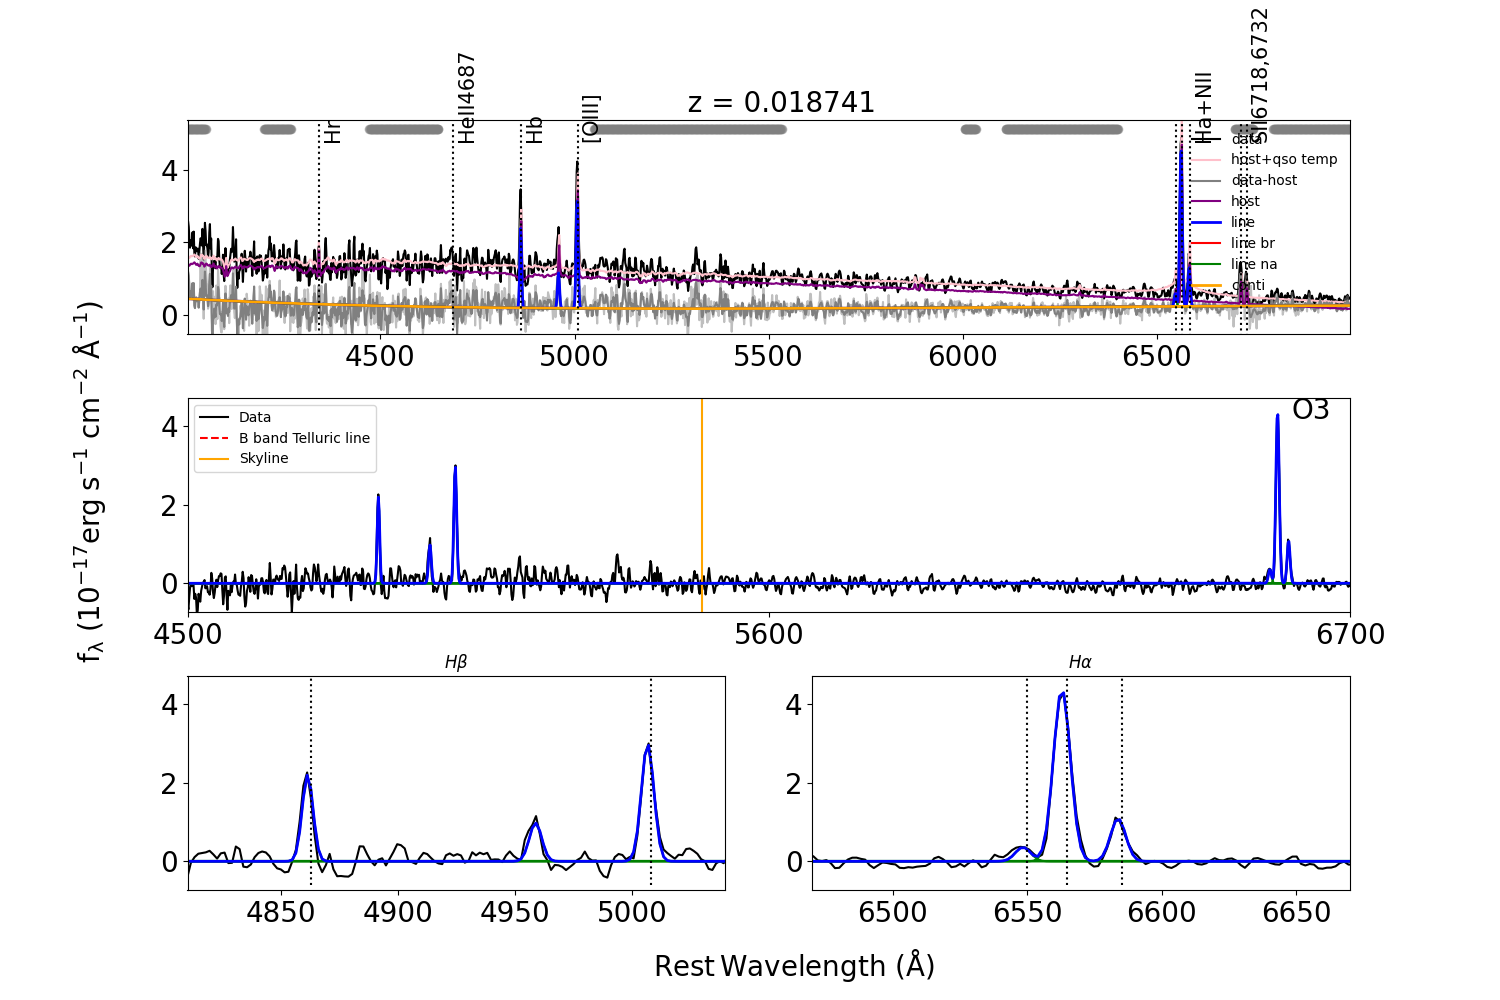 z = 0.018741
Hr
HeII4687
Hb
[OIII]
Ha+NII
SII6718,6732
data
host+qso temp
data-host
host
line
line br
line na
conti
4
2
0
4500
5000
5500
6000
6500
fλ (10⁻¹⁷erg s⁻¹ cm⁻² Å⁻¹)
Data
B band Telluric line
Skyline
O3
4
2
0
4500
5600
6700
Hβ
4
2
0
4850
4900
4950
5000
Hα
4
2
0
6500
6550
6600
6650
Rest Wavelength (Å)